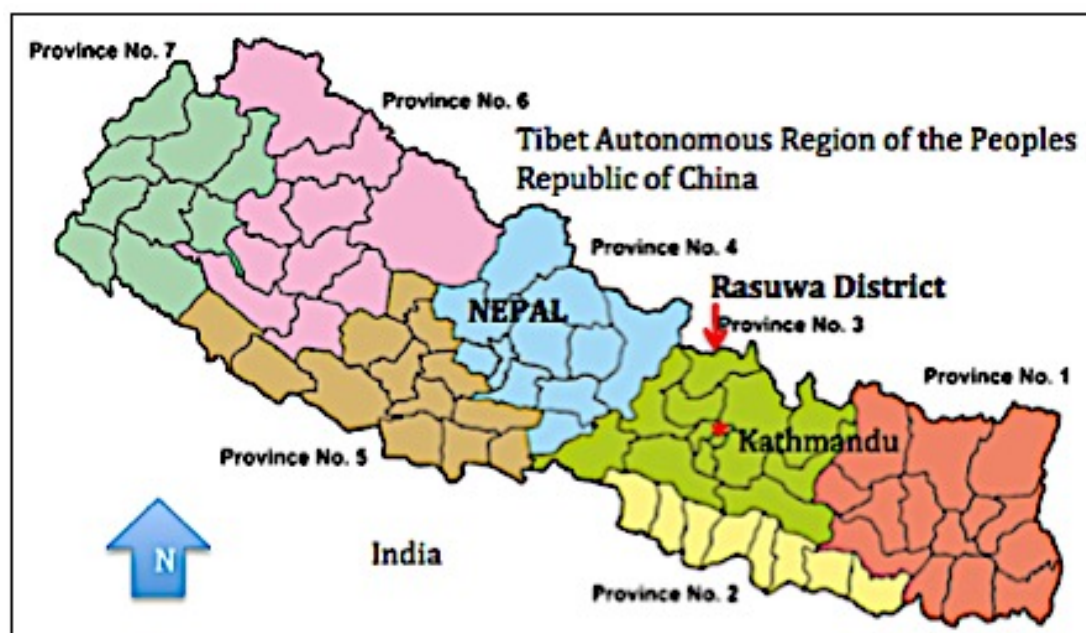 Province No. 7
Province No. 6
Tibet Autonomous Region of the Peoples
Republic of China
Province No. 4
Rasuwa District
NEPAL
Province No. 3
Province No. 1
Kathmandu
Province No. 5
India
N
Province No. 2